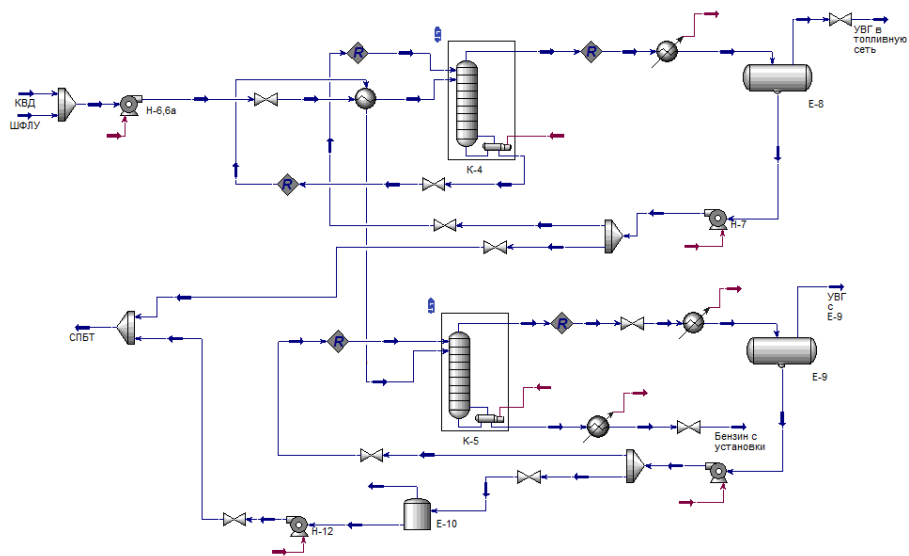 R
R
УВГ в
топливную
сеть
КВД
ШФЛУ
Н-6,6а
Е-8
К-4
R
Н-7
СПБТ
R
R
УВГ
с
Е-9
Е-9
К-5
Бензин с
установки
Е-10
Н-12